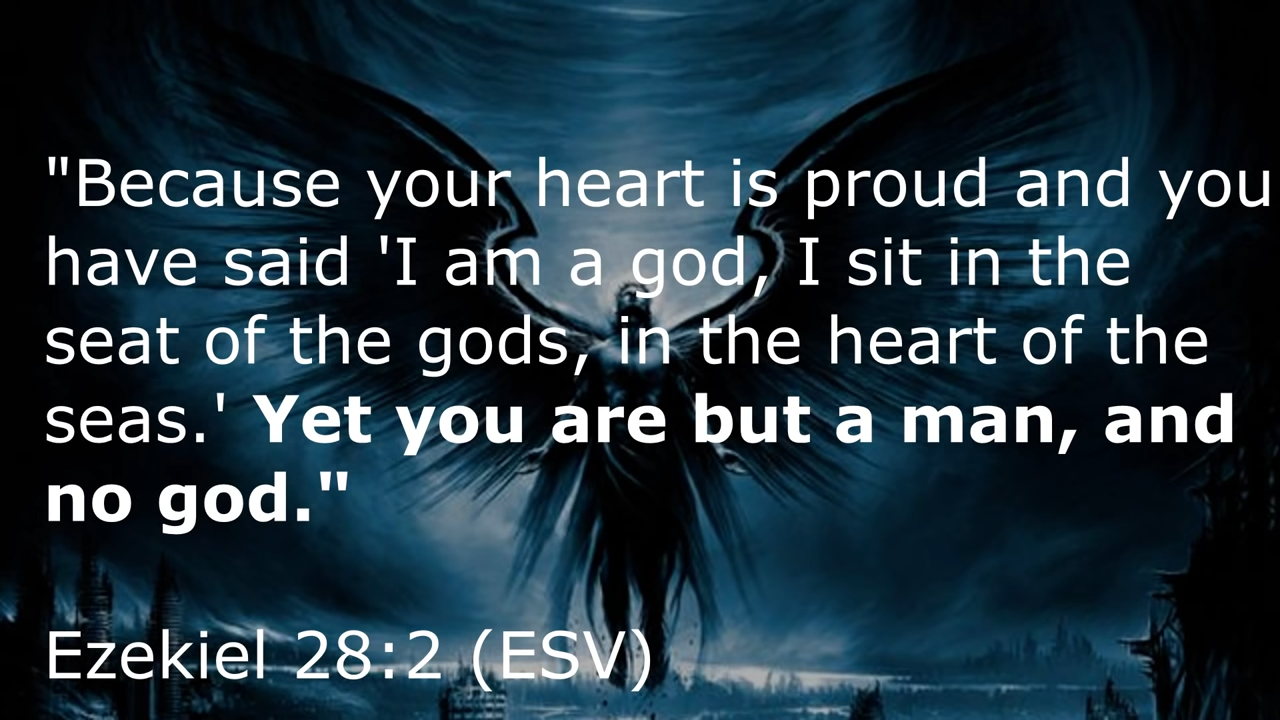 "Because your heart is proud and you
have said 'I am a god, I sit in the
seat of the gods, in the heart of the
seas.' Yet you are but a man, and
no god."
Ezekiel 28:2 (ESV)